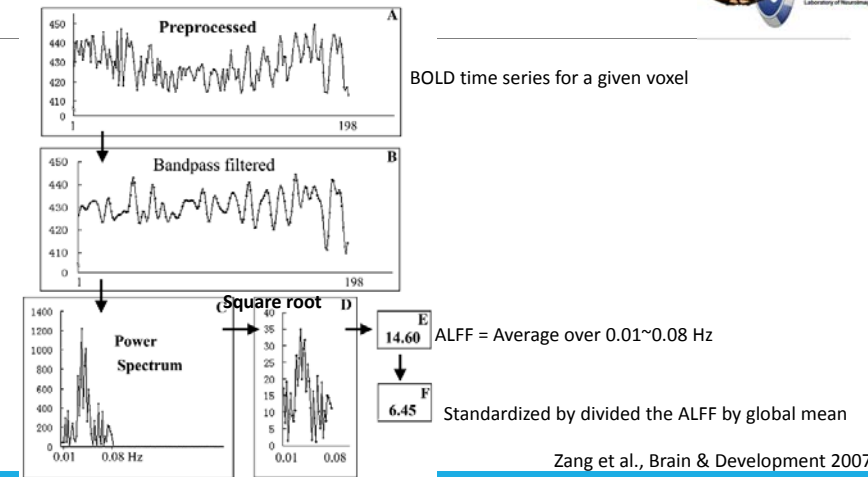 Laboratory of Neuroimag
A
Preprocessed
450
440
430
420
410
0
1
198
BOLD time series for a given voxel
B
Bandpass filtered
450
440
430
420
410
0
1
198
C
Power
Spectrum
1400
1200
1000
800
600
400
200
0
0.01
0.08 Hz
Square root
D
40
35
30
25
20
15
10
5
0
0.01
0.08
E
14.60
ALFF = Average over 0.01~0.08 Hz
F
6.45
Standardized by divided the ALFF by global mean
Zang et al., Brain & Development 2007